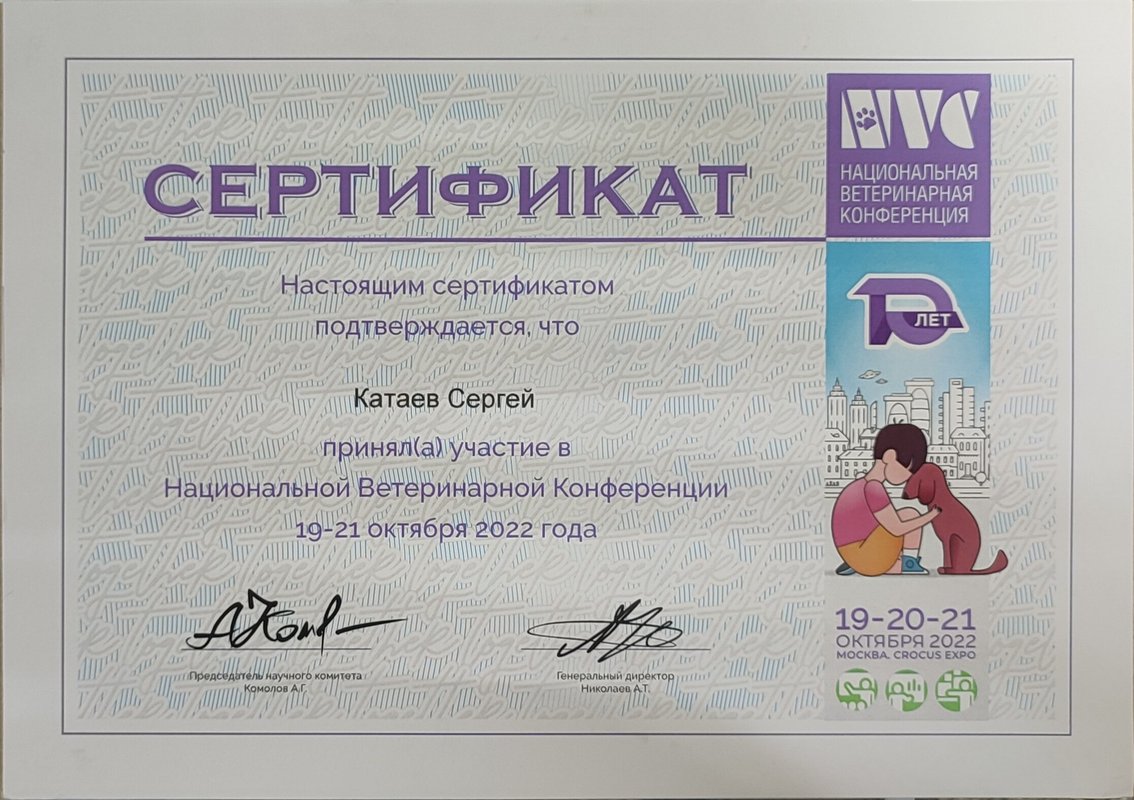 СЕРТИФИКАТ
Настоящим сертификатом
подтверждается, что
Катаев Сергей
принял(а) участие в
Национальной Ветеринарной Конференции
19-21 октября 2022 года
Председатель научного комитета
Комолов А.Г.
Генеральный директор
Николаев А.Т.
NVC
НАЦИОНАЛЬНАЯ
ВЕТЕРИНАРНАЯ
КОНФЕРЕНЦИЯ
10 ЛЕТ
19-20-21
ОКТЯБРЯ 2022
МОСКВА. CROCUS EXPO